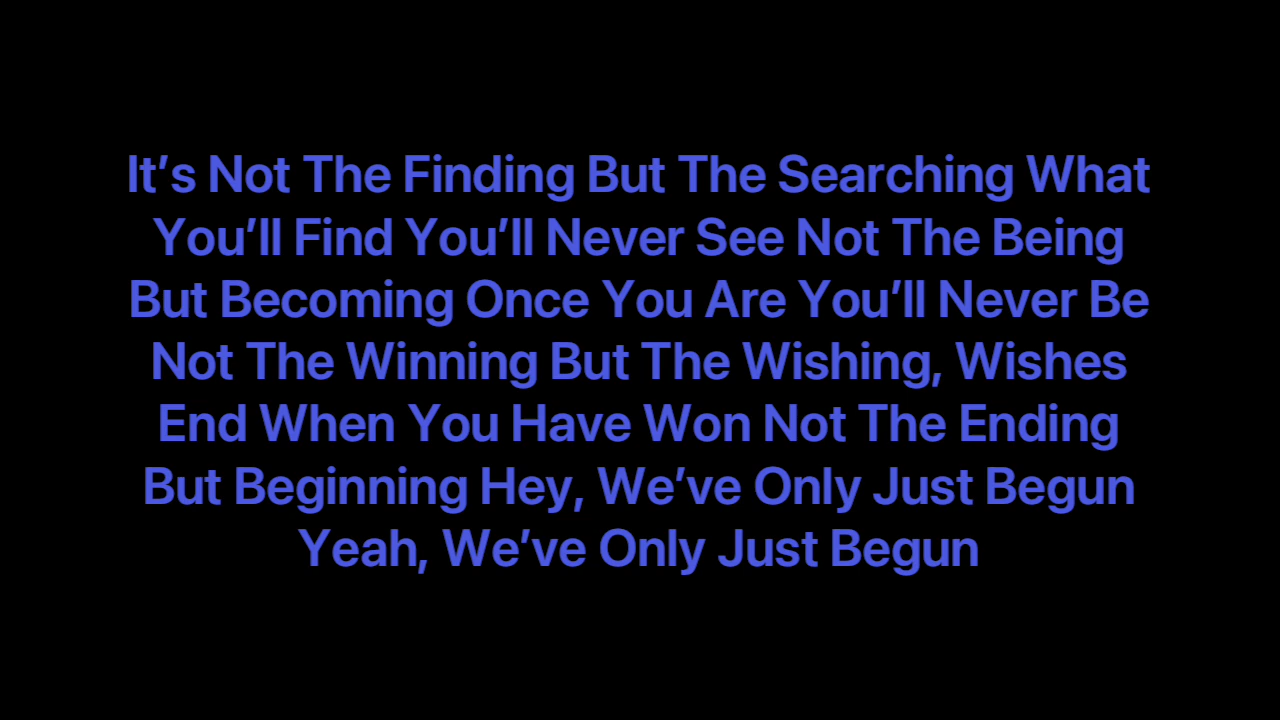 It’s Not The Finding But The Searching What
You’ll Find You’ll Never See Not The Being
But Becoming Once You Are You’ll Never Be
Not The Winning But The Wishing, Wishes
End When You Have Won Not The Ending
But Beginning Hey, We’ve Only Just Begun
Yeah, We’ve Only Just Begun